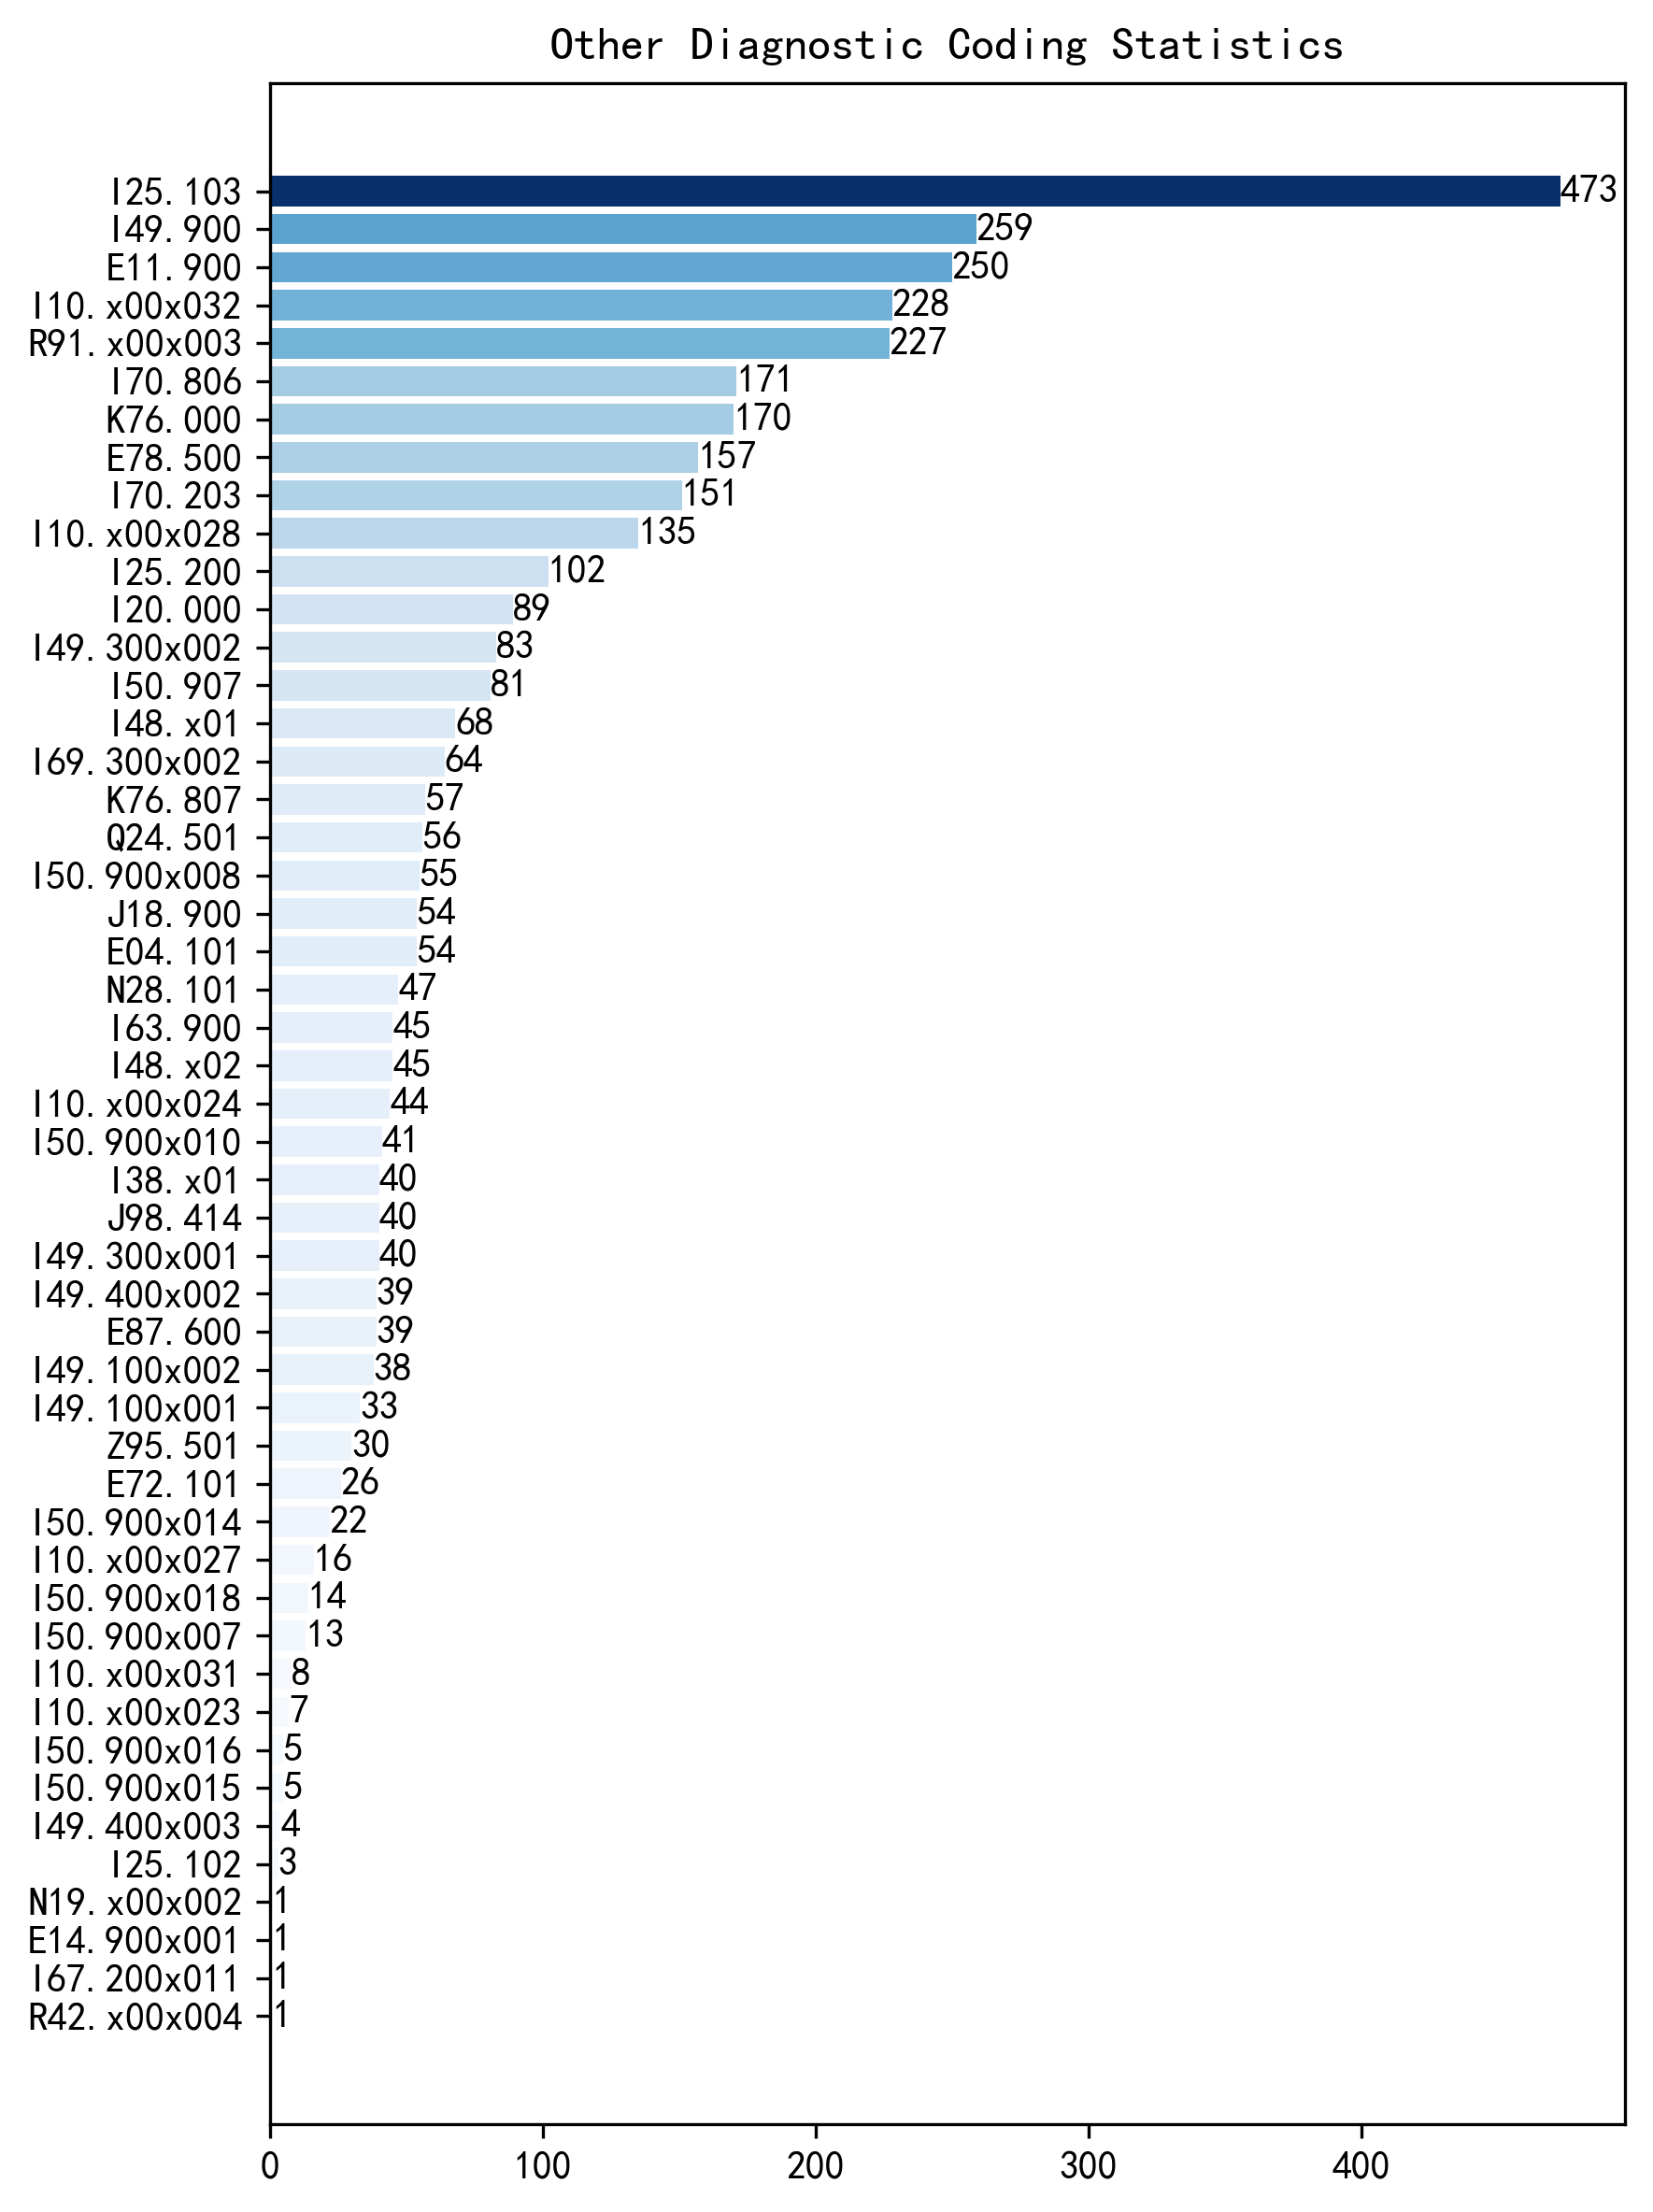 Other Diagnostic Coding Statistics
I25.103 473
I49.900 259
E11.900 250
I10.x00x032 228
R91.x00x003 227
I70.806 171
K76.000 170
E78.500 157
I70.203 151
I10.x00x028 135
I25.200 102
I20.000 89
I49.300x002 83
I50.907 81
I48.x01 68
I69.300x002 64
K76.807 57
Q24.501 56
I50.900x008 55
J18.900 54
E04.101 54
N28.101 47
I63.900 45
I48.x02 45
I10.x00x024 44
I50.900x010 41
I38.x01 40
J98.414 40
I49.300x001 40
I49.400x002 39
E87.600 39
I49.100x002 38
I49.100x001 33
Z95.501 30
E72.101 26
I50.900x014 22
I10.x00x027 16
I50.900x018 14
I50.900x007 13
I10.x00x031 8
I10.x00x023 7
I50.900x016 5
I50.900x015 5
I49.400x003 4
I25.102 3
N19.x00x002 1
E14.900x001 1
I67.200x011 1
R42.x00x004 1
0 100 200 300 400